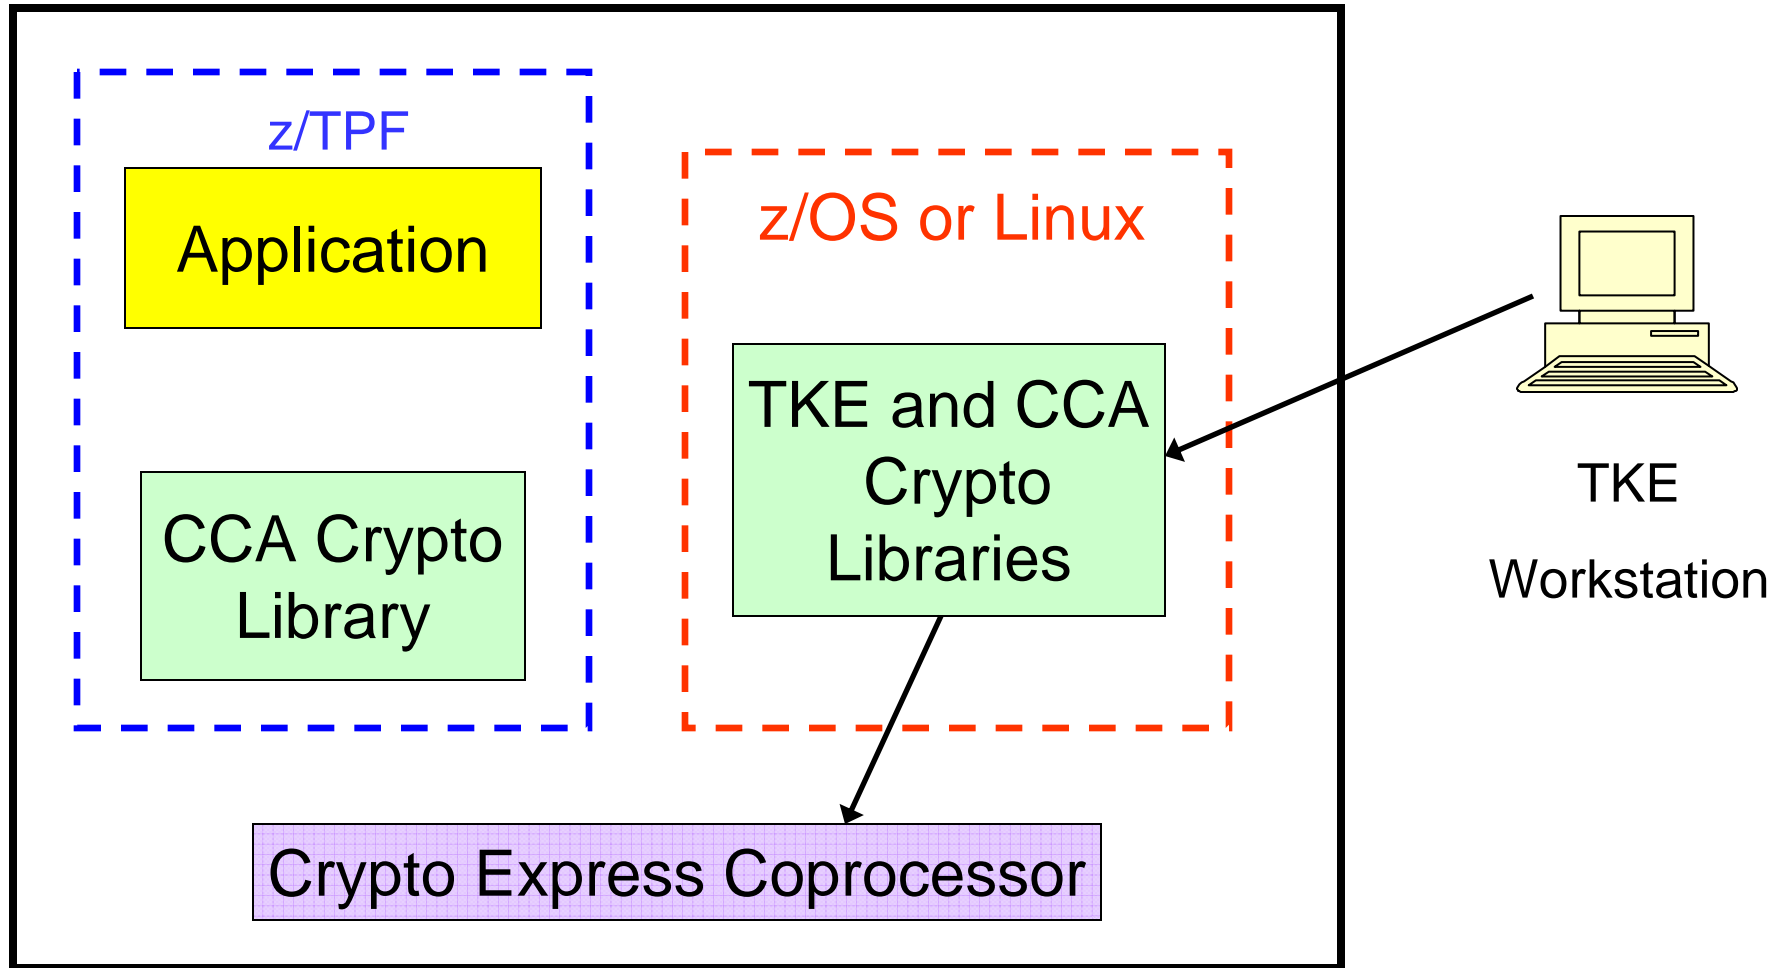 z/TPF
Application
CCA Crypto
Library
z/OS or Linux
TKE and CCA
Crypto
Libraries
TKE
Workstation
Crypto Express Coprocessor